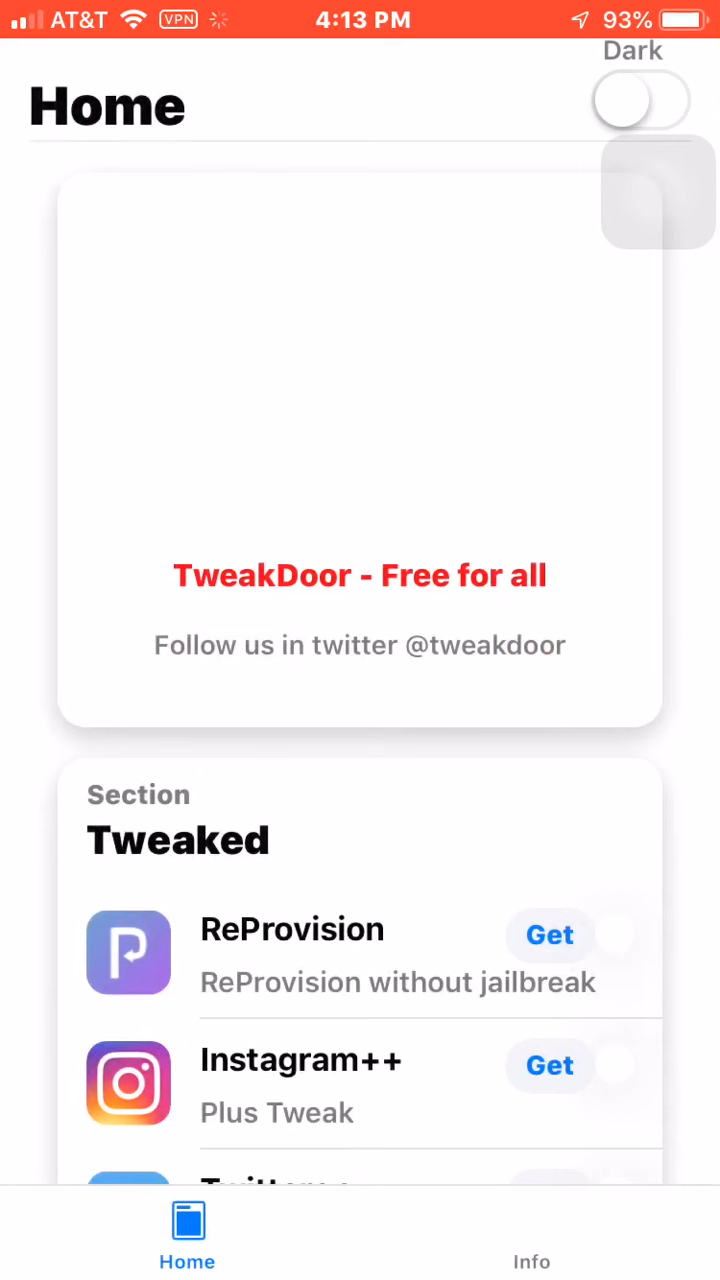 AT&T VPN 4:13 PM 93%
Dark
Home
TweakDoor - Free for all
Follow us in twitter @tweakdoor
Section
Tweaked
ReProvision
Get
ReProvision without jailbreak
Instagram++
Get
Plus Tweak
Home Info